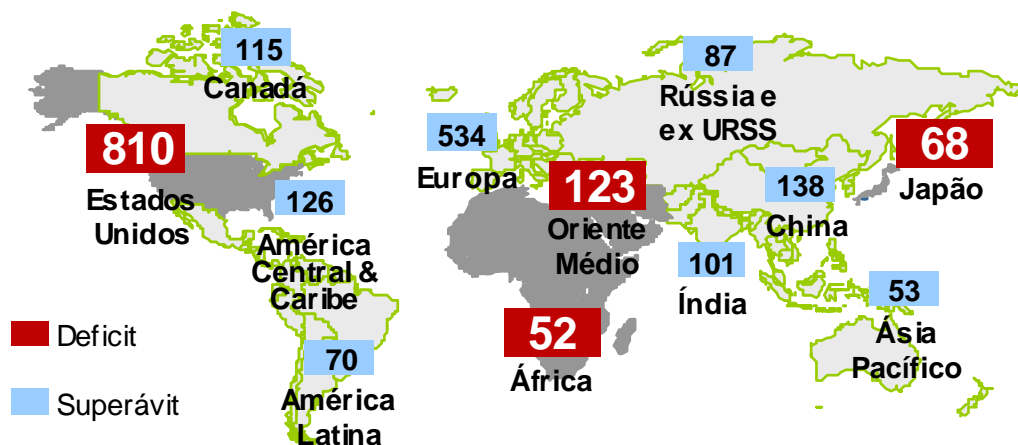 115
Canadá
87
Rússia e
ex URSS
810
Estados
Unidos
126
América
Central &
Caribe
534
Europa
123
Oriente
Médio
138
China
68
Japão
101
Índia
53
Ásia
Pacífico
52
África
70
América
Latina
Deficit
Superávit